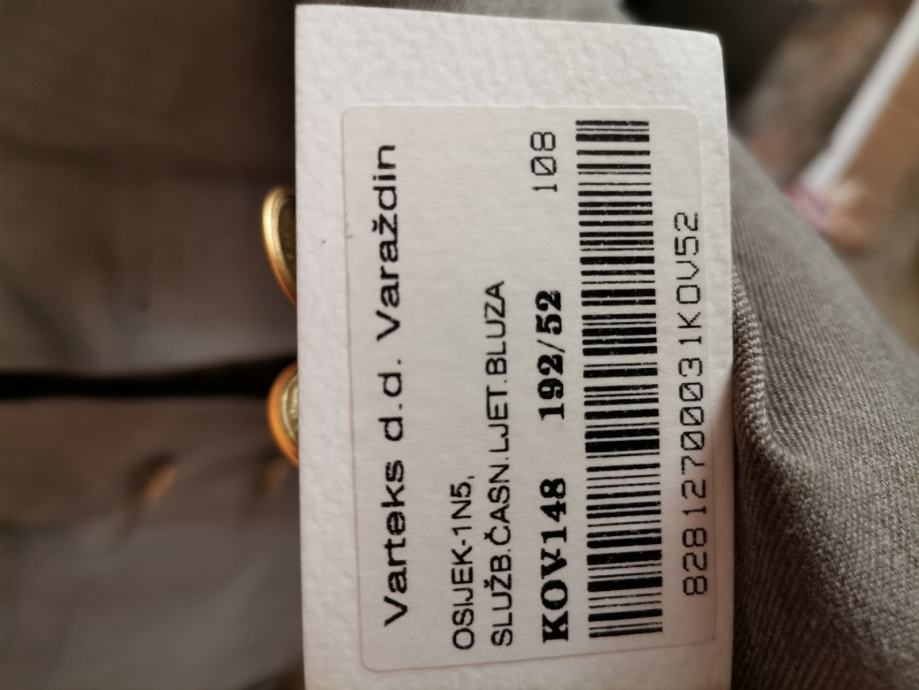 Varteks d.d. Varaždin
OSIJEK-1N5,
SLUŽB.ČASN.LJET.BLUZA
KOV148 192/52 108
8281270003​1KOV52